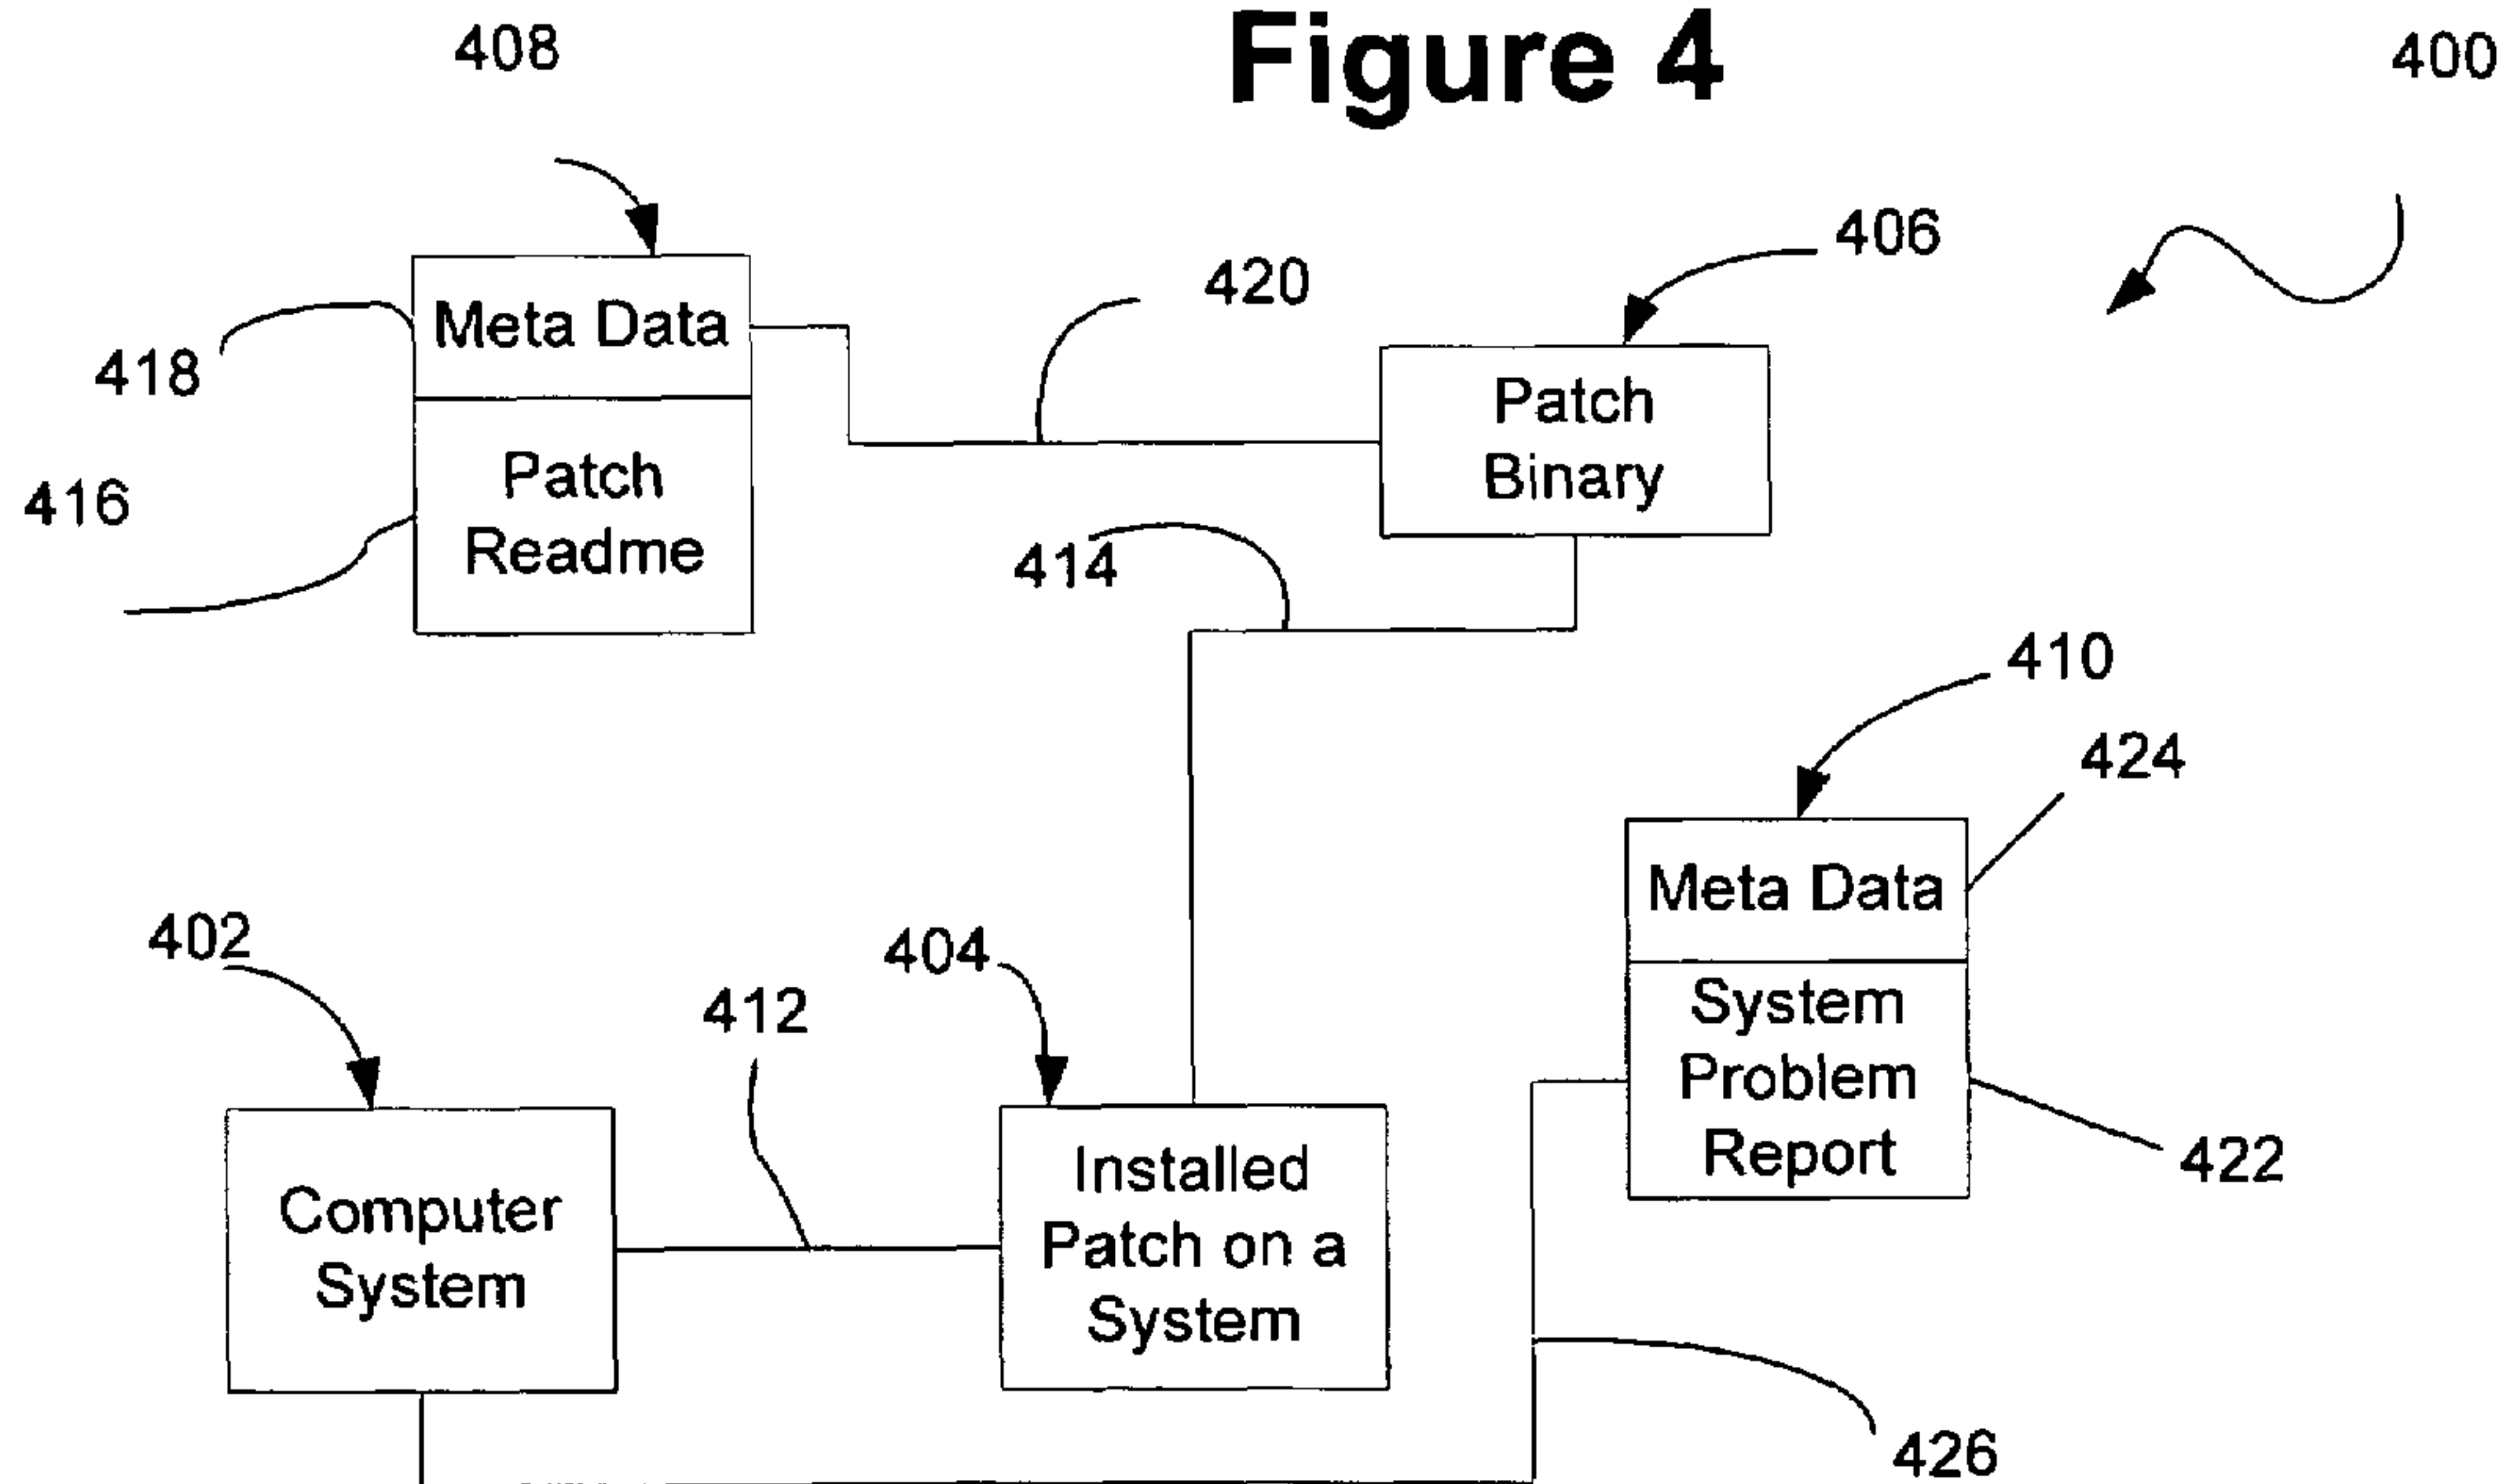 Figure 4
408
400
406
420
Meta Data
418
Patch
Binary
Patch
Readme
416
414
410
424
Meta Data
402
404
412
System
Problem
Report
422
Computer
System
Installed
Patch on a
System
426